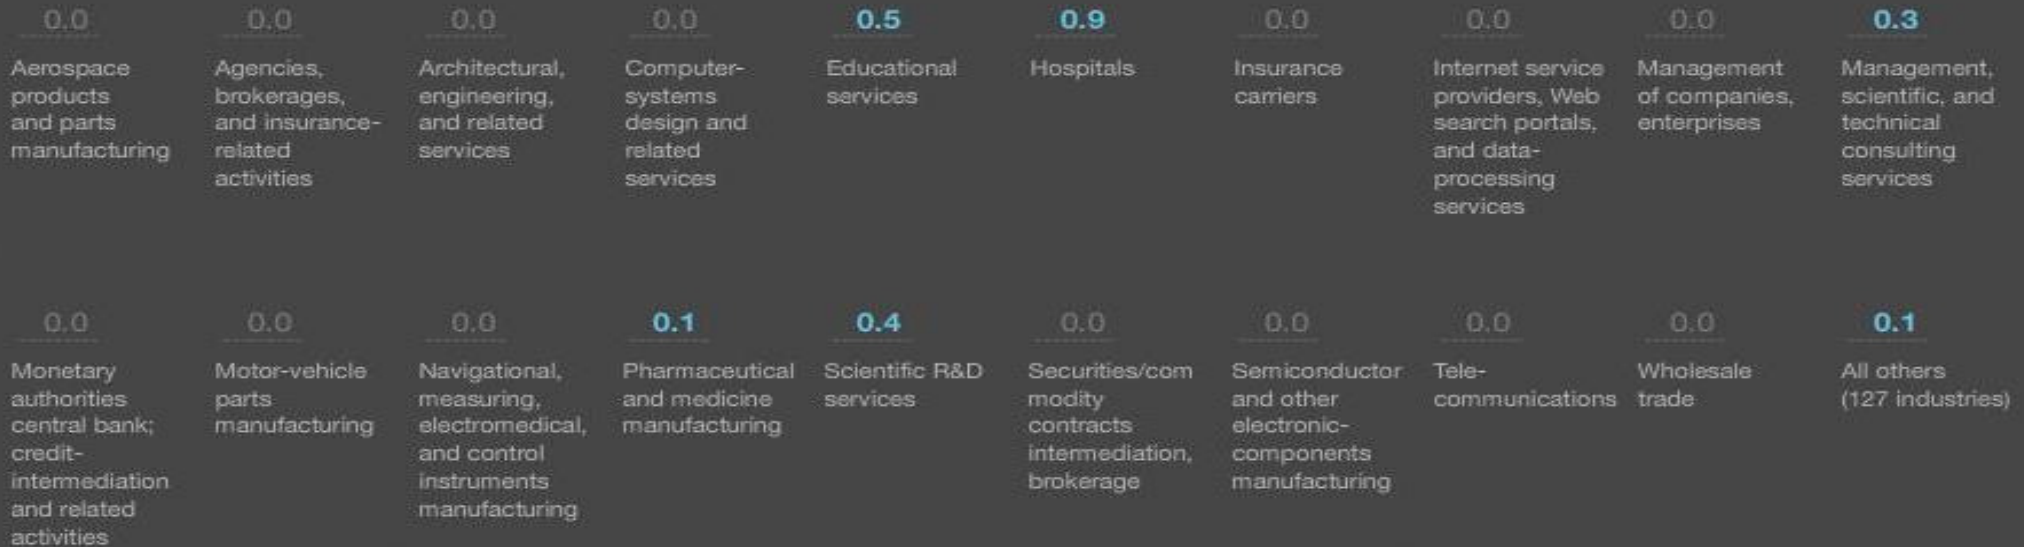 0.0 0.0 0.0 0.0 0.5 0.9 0.0 0.0 0.0 0.3
Aerospace
products
and parts
manufacturing
Agencies,
brokerages,
and insurance-
related
activities
Architectural,
engineering,
and related
services
Computer-
systems
design and
related
services
Educational
services
Hospitals
Insurance
carriers
Internet service
providers, Web
search portals,
and data-
processing
services
Management
of companies,
enterprises
Management,
scientific, and
technical
consulting
services
0.0 0.0 0.0 0.1 0.4 0.0 0.0 0.0 0.0 0.1
Monetary
authorities
central bank;
credit-
intermediation
and related
activities
Motor-vehicle
parts
manufacturing
Navigational,
measuring,
electromedical,
and control
instruments
manufacturing
Pharmaceutical
and medicine
manufacturing
Scientific R&D
services
Securities/com
modity
contracts
intermediation,
brokerage
Semiconductor
and other
electronic-
components
manufacturing
Tele-
communications
Wholesale
trade
All others
(127 industries)